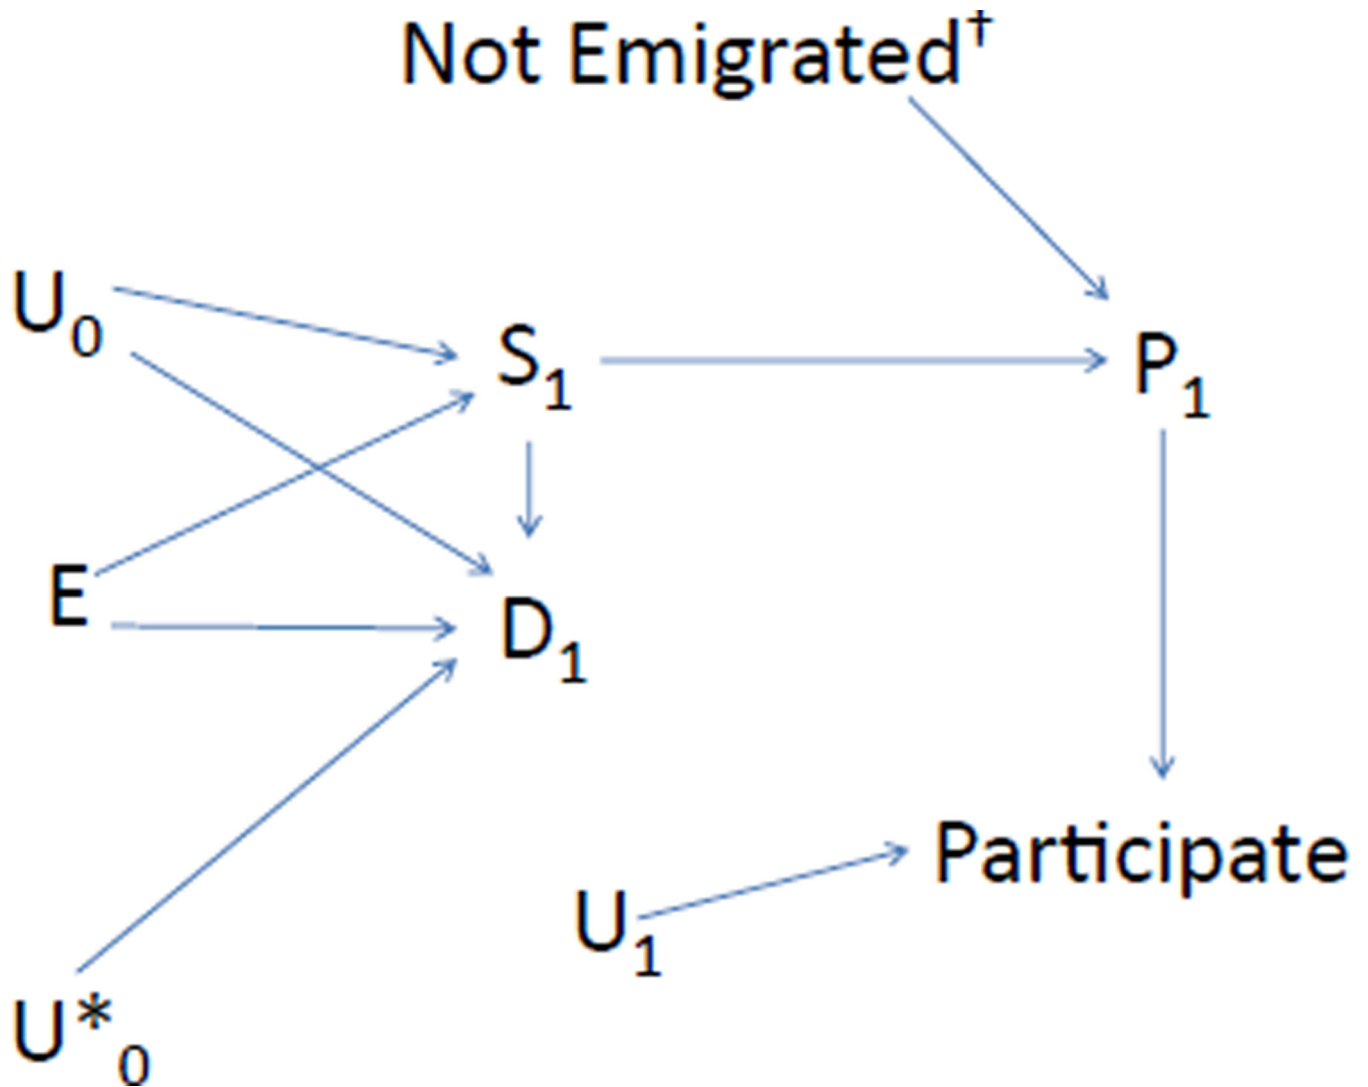 Not Emigrated†
U₀
S₁
P₁
E
D₁
Participate
U₁
U*₀